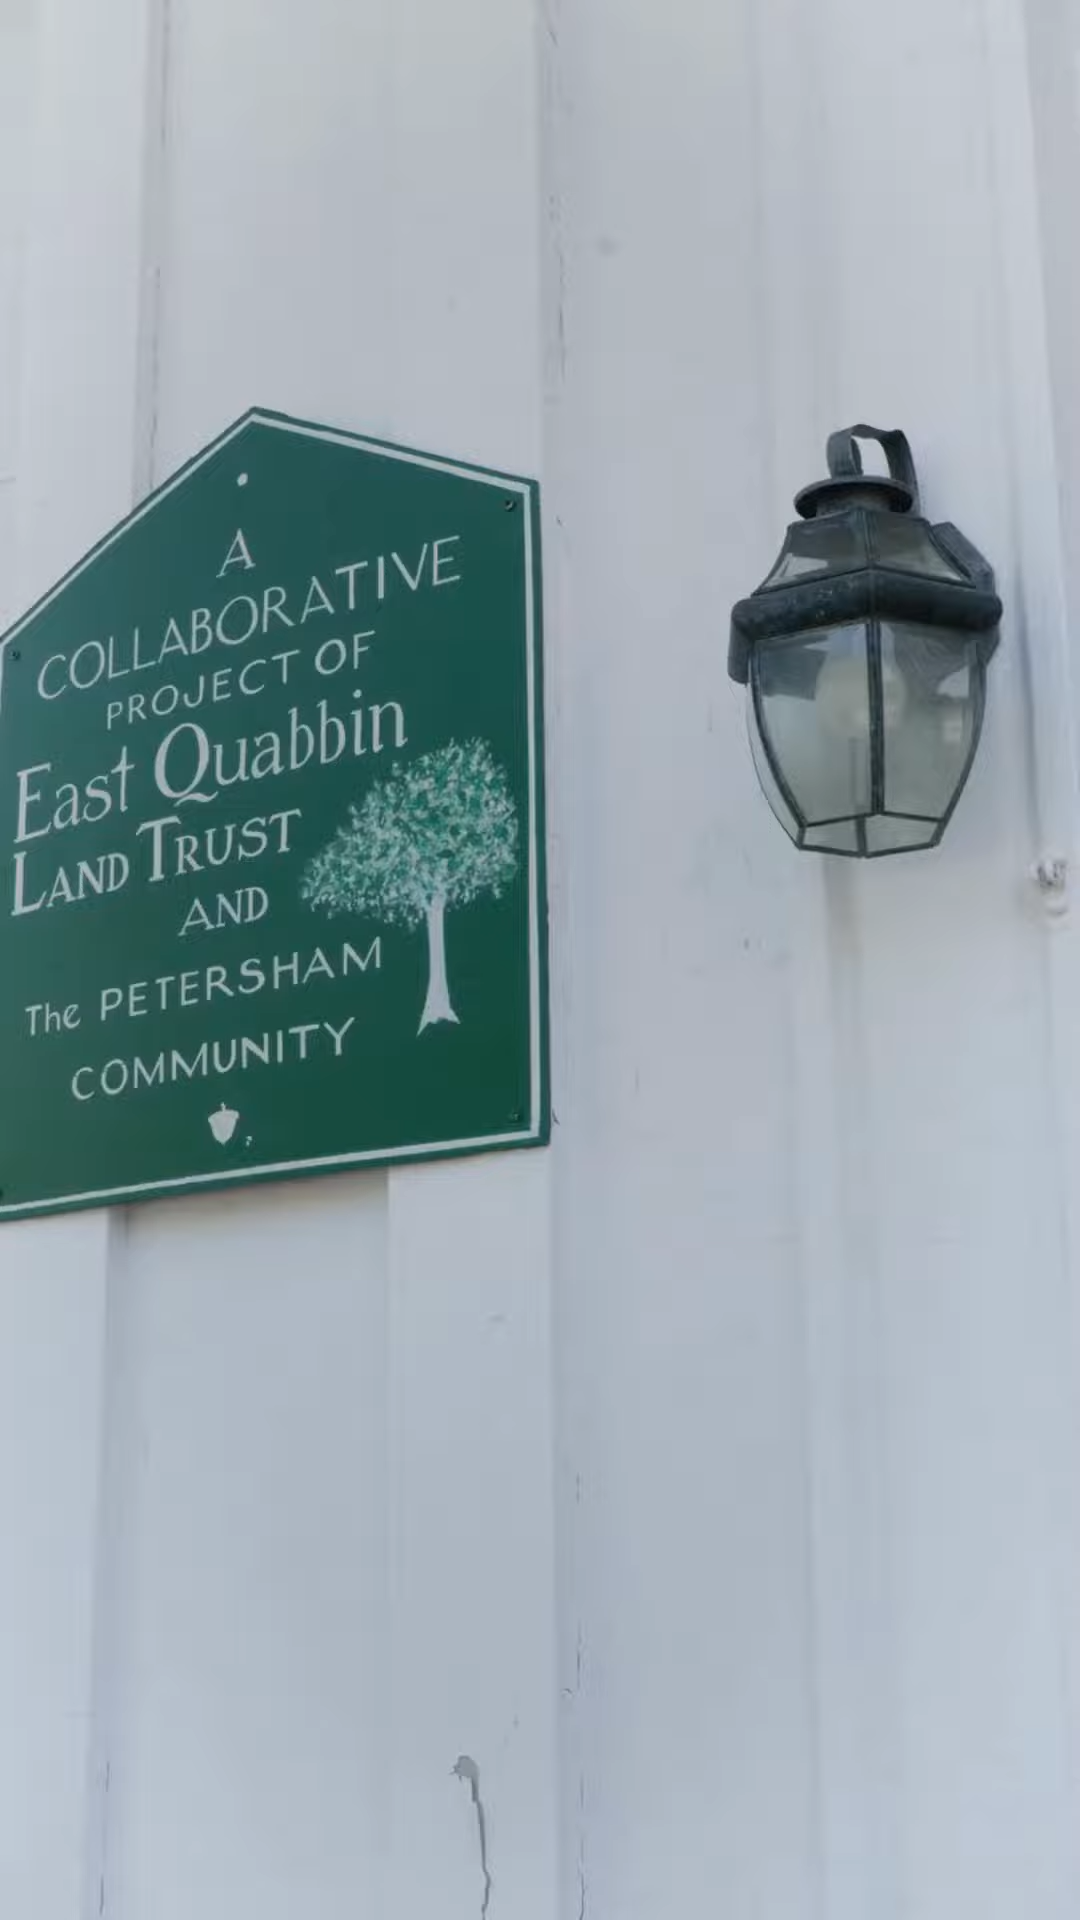 A
COLLABORATIVE
PROJECT OF
East Quabbin
LAND TRUST
AND
The PETERSHAM
COMMUNITY